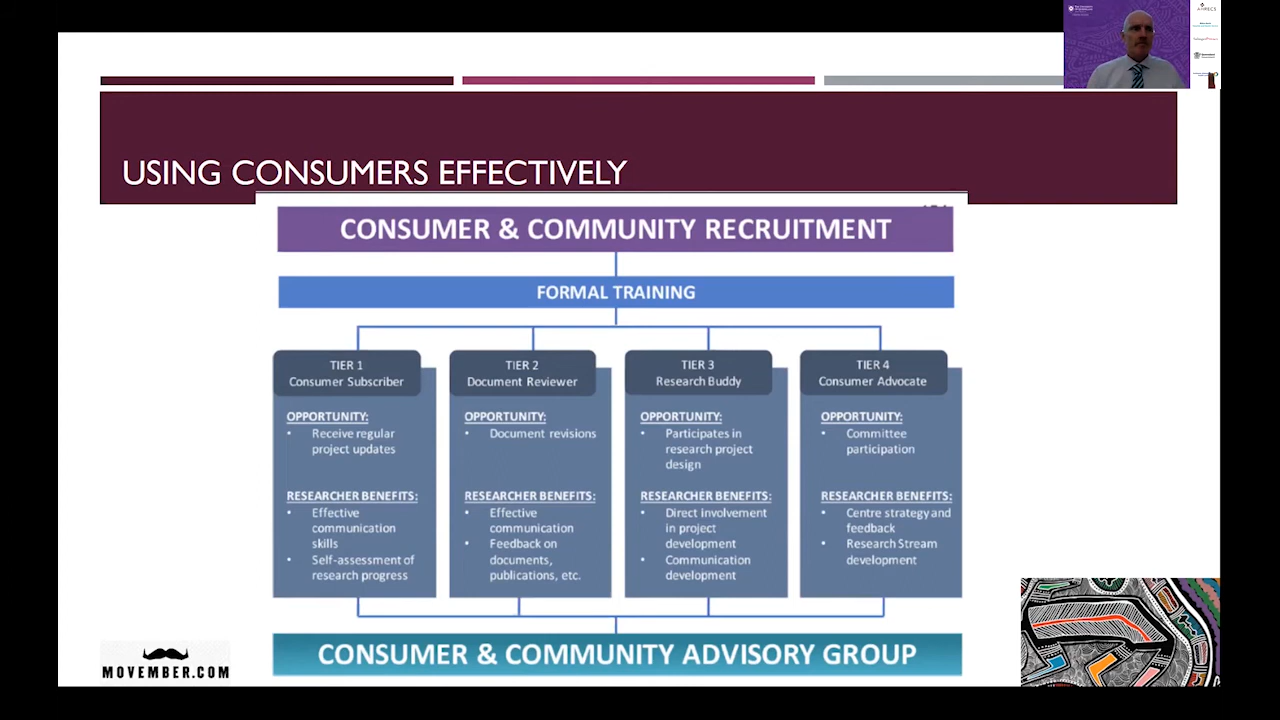 USING CONSUMERS EFFECTIVELY
CONSUMER & COMMUNITY RECRUITMENT
FORMAL TRAINING
TIER 1
Consumer Subscriber
OPPORTUNITY:
• Receive regular
project updates
RESEARCHER BENEFITS:
• Effective
communication
skills
• Self-assessment of
research progress
TIER 2
Document Reviewer
OPPORTUNITY:
• Document revisions
RESEARCHER BENEFITS:
• Effective
communication
• Feedback on
documents,
publications, etc.
TIER 3
Research Buddy
OPPORTUNITY:
• Participates in
research project
design
RESEARCHER BENEFITS:
• Direct involvement
in project
development
• Communication
development
TIER 4
Consumer Advocate
OPPORTUNITY:
• Committee
participation
RESEARCHER BENEFITS:
• Centre strategy and
feedback
• Research Stream
development
CONSUMER & COMMUNITY ADVISORY GROUP
MOVEMBER.COM